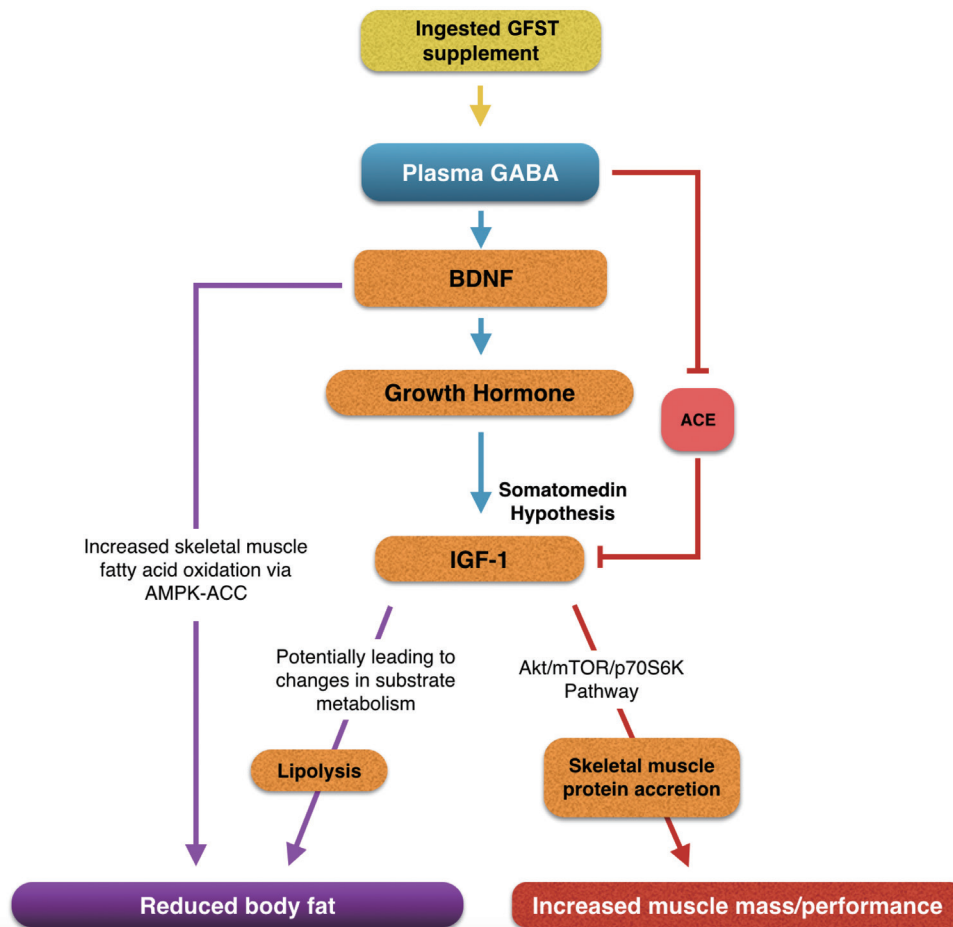 Ingested GFST
supplement
Plasma GABA
BDNF
Growth Hormone
ACE
Somatomedin
Hypothesis
IGF-1
Increased skeletal muscle
fatty acid oxidation via
AMPK-ACC
Potentially leading to
changes in substrate
metabolism
Akt/mTOR/p70S6K
Pathway
Lipolysis
Skeletal muscle
protein accretion
Reduced body fat
Increased muscle mass/performance